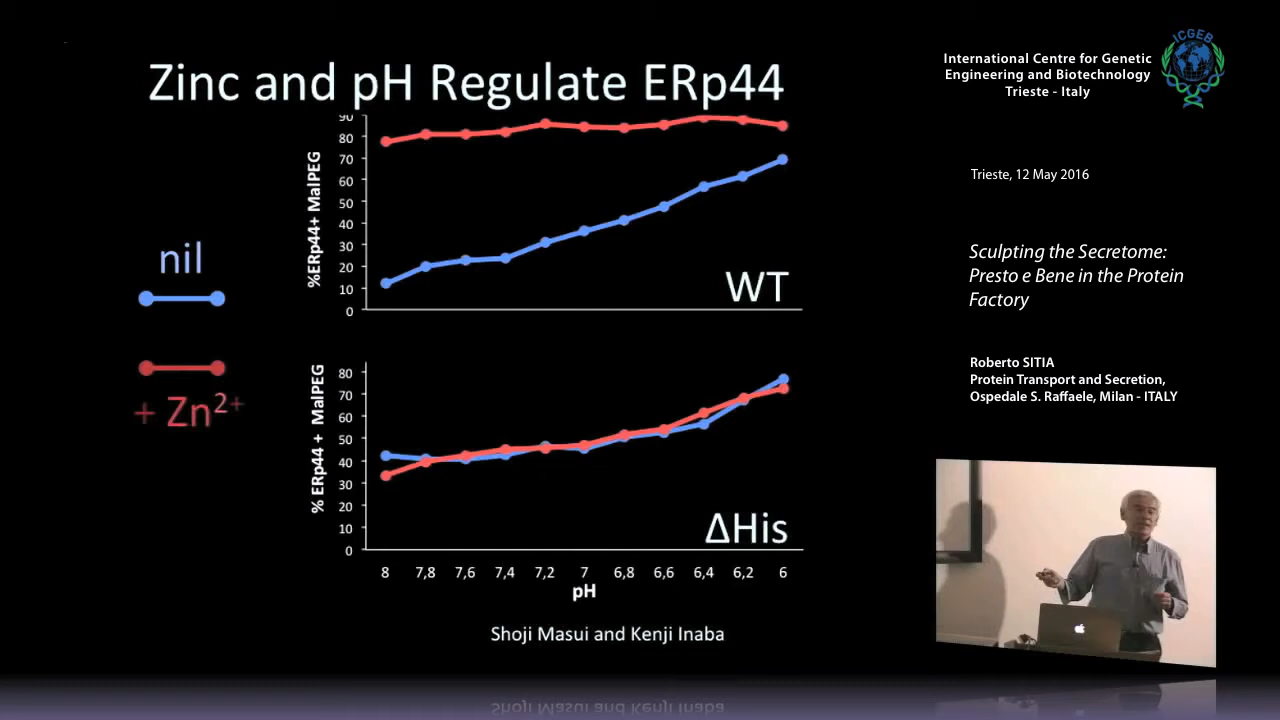 Zinc and pH Regulate ERp44
nil
+ Zn²⁺
%ERp44+ MalPEG
90
80
70
60
50
40
30
20
10
0
WT
% ERp44 + MalPEG
80
70
60
50
40
30
20
10
0
ΔHis
8 7,8 7,6 7,4 7,2 7 6,8 6,6 6,4 6,2 6
pH
Shoji Masui and Kenji Inaba
International Centre for Genetic
Engineering and Biotechnology
Trieste - Italy
ICGEB
Trieste, 12 May 2016
Sculpting the Secretome:
Presto e Bene in the Protein
Factory
Roberto SITIA
Protein Transport and Secretion,
Ospedale S. Raffaele, Milan - ITALY